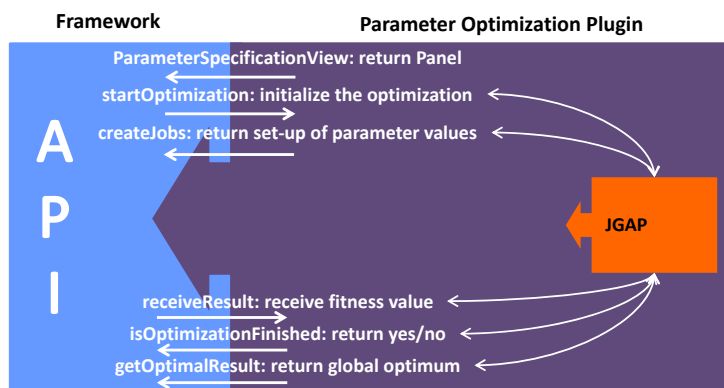 Framework
Parameter Optimization Plugin
ParameterSpecificationView: return Panel
startOptimization: initialize the optimization
createJobs: return set-up of parameter values
A
P
I
JGAP
receiveResult: receive fitness value
isOptimizationFinished: return yes/no
getOptimalResult: return global optimum